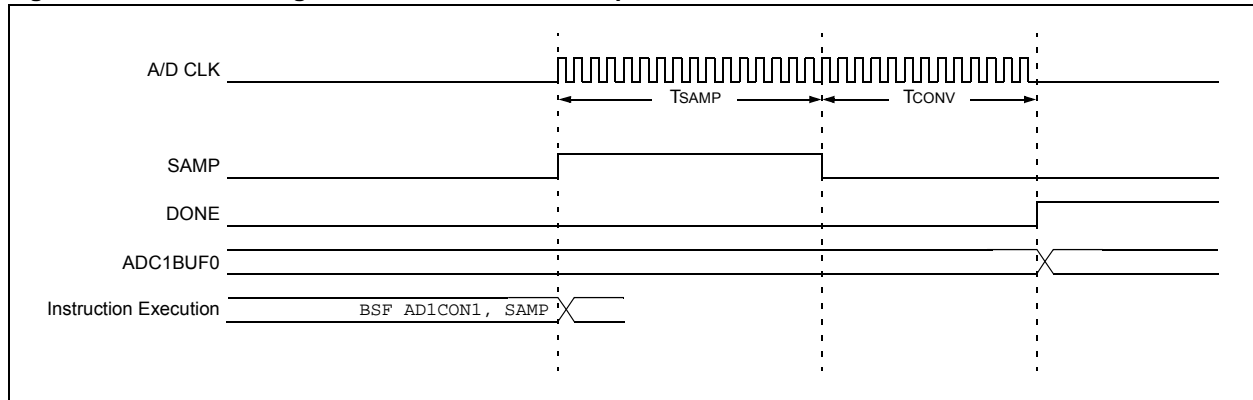 A/D CLK
TSAMP
TCONV
SAMP
DONE
ADC1BUF0
Instruction Execution
BSF AD1CON1, SAMP